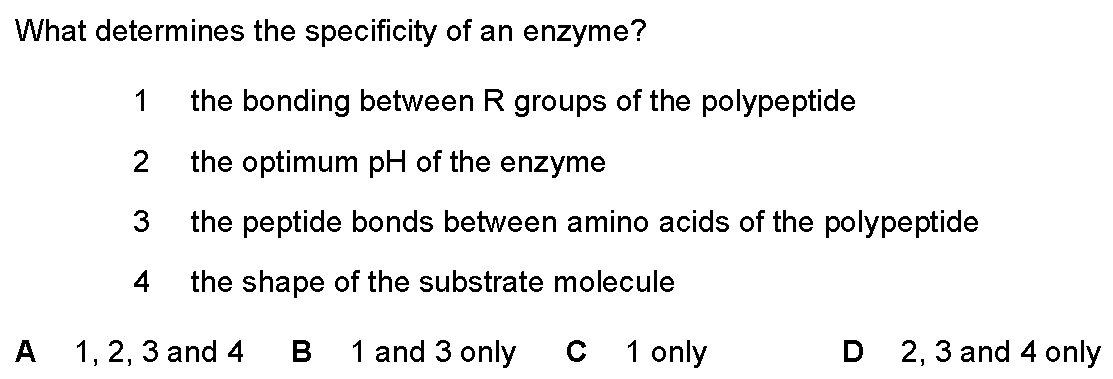 What determines the specificity of an enzyme?
1 the bonding between R groups of the polypeptide
2 the optimum pH of the enzyme
3 the peptide bonds between amino acids of the polypeptide
4 the shape of the substrate molecule
A 1, 2, 3 and 4 B 1 and 3 only C 1 only D 2, 3 and 4 only